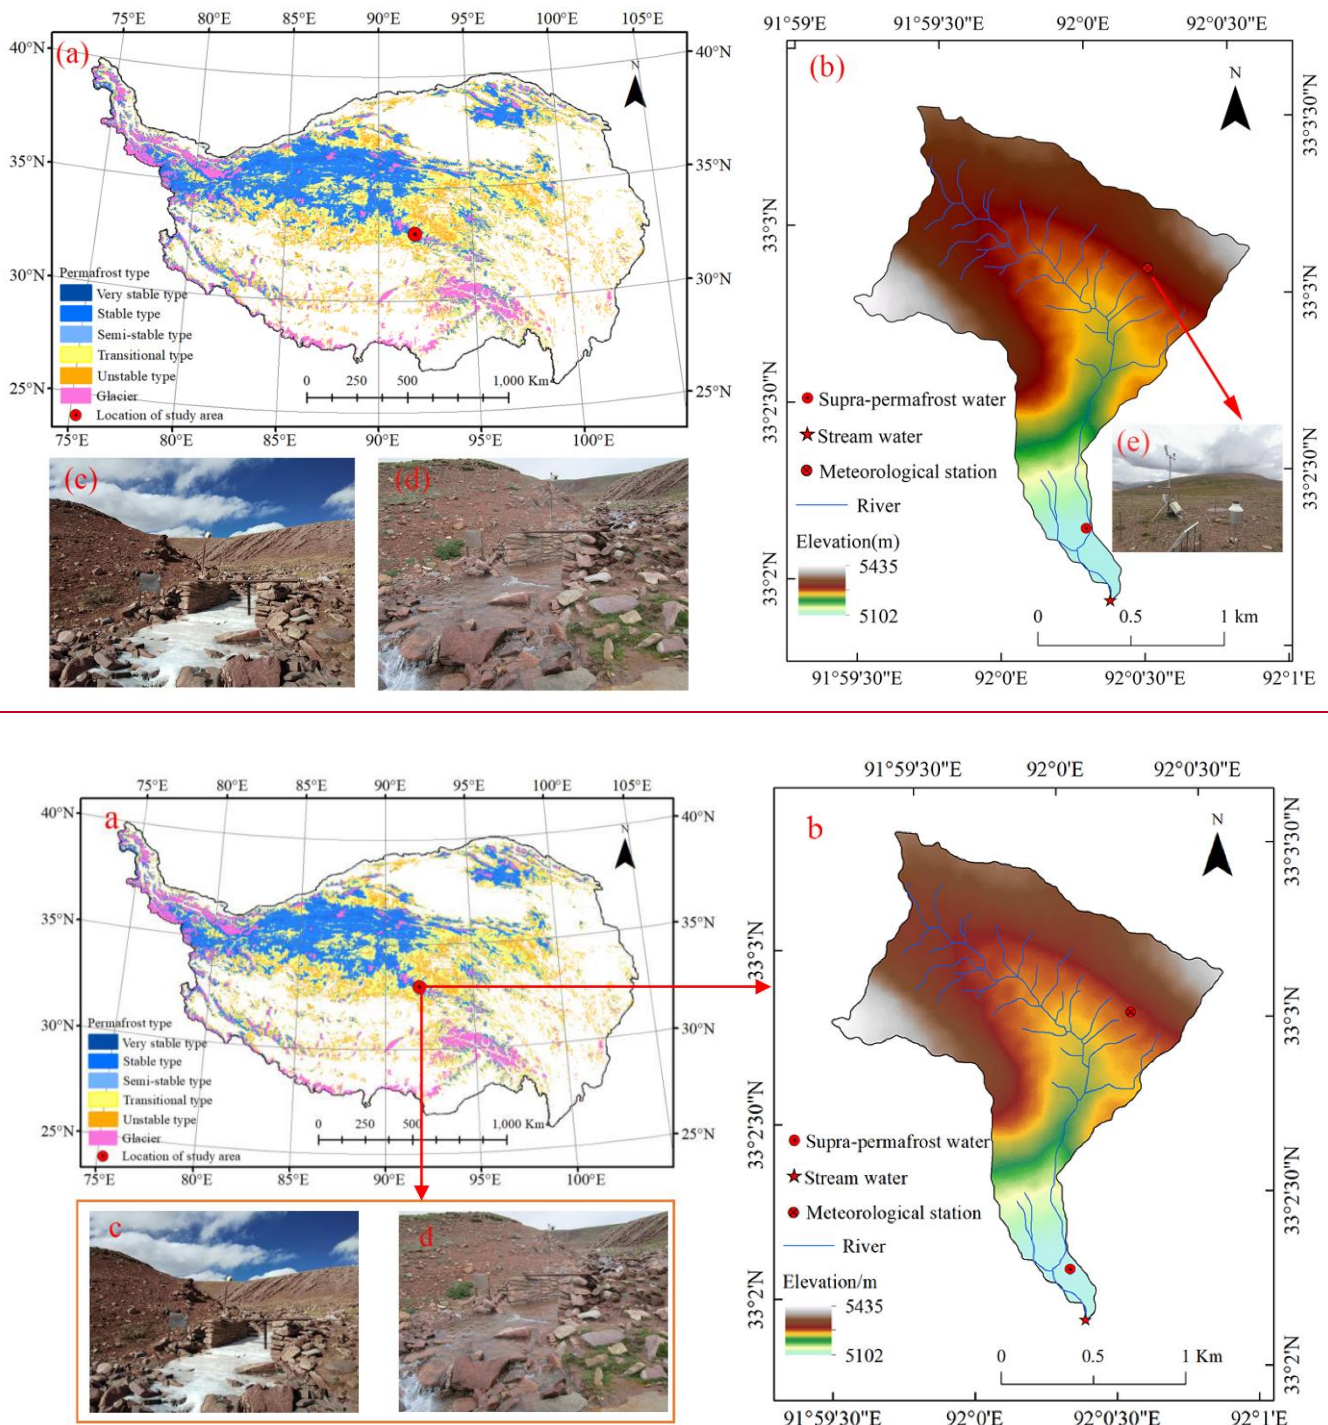 75°E 80°E 85°E 90°E 95°E 100°E 105°E
40°N 40°N
(a)
N
35°N 35°N
30°N 30°N
Permafrost type
Very stable type
Stable type
Semi-stable type
Transitional type
Unstable type
Glacier
Location of study area
25°N 25°N
0 250 500 1,000 Km
75°E 80°E 85°E 90°E 95°E 100°E
(c)
(d)
91°59'E 91°59'30"E 92°0'E 92°0'30"E
(b)
N
33°3'30"N
33°3'N 33°3'N
33°2'30"N 33°2'30"N
33°2'N 33°2'N
Supra-permafrost water
Stream water
Meteorological station
River
Elevation(m)
5435
5102
(e)
0 0.5 1 km
91°59'30"E 92°0'E 92°0'30"E 92°1'E
75°E 80°E 85°E 90°E 95°E 100°E 105°E
40°N 40°N
a
N
35°N 35°N
30°N 30°N
Permafrost type
Very stable type
Stable type
Semi-stable type
Transitional type
Unstable type
Glacier
Location of study area
25°N 25°N
0 250 500 1,000 Km
75°E 80°E 85°E 90°E 95°E 100°E
c
d
91°59'30"E 92°0'E 92°0'30"E
b
N
33°3'30"N
33°3'N 33°3'N
33°2'30"N 33°2'30"N
33°2'N 33°2'N
Supra-permafrost water
Stream water
Meteorological station
River
Elevation/m
5435
5102
0 0.5 1 Km
91°59'30"E 92°0'E 92°0'30"E 92°1'E